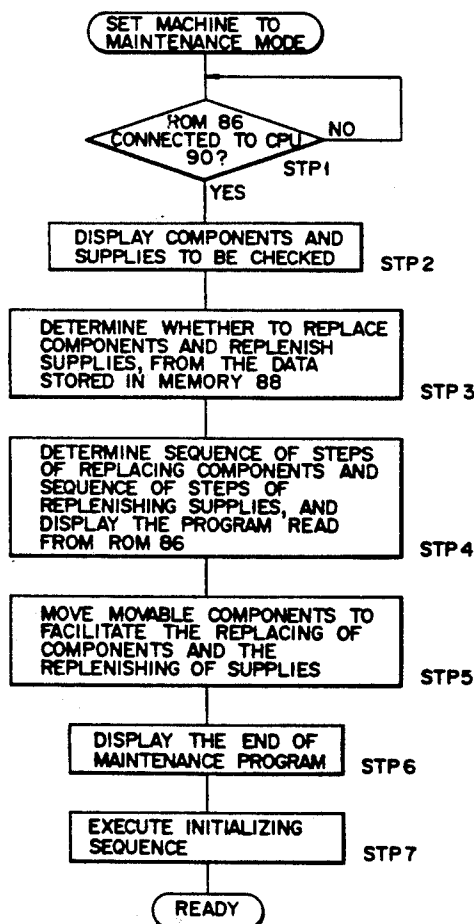 SET MACHINE TO
MAINTENANCE MODE
ROM 86
CONNECTED TO CPU
90?
NO
STP1
YES
DISPLAY COMPONENTS AND
SUPPLIES TO BE CHECKED
STP2
DETERMINE WHETHER TO REPLACE
COMPONENTS AND REPLENISH
SUPPLIES, FROM THE DATA
STORED IN MEMORY 88
STP3
DETERMINE SEQUENCE OF STEPS
OF REPLACING COMPONENTS AND
SEQUENCE OF STEPS OF
REPLENISHING SUPPLIES, AND
DISPLAY THE PROGRAM READ
FROM ROM 86
STP4
MOVE MOVABLE COMPONENTS TO
FACILITATE THE REPLACING OF
COMPONENTS AND THE
REPLENISHING OF SUPPLIES
STP5
DISPLAY THE END OF
MAINTENANCE PROGRAM
STP6
EXECUTE INITIALIZING
SEQUENCE
STP7
READY